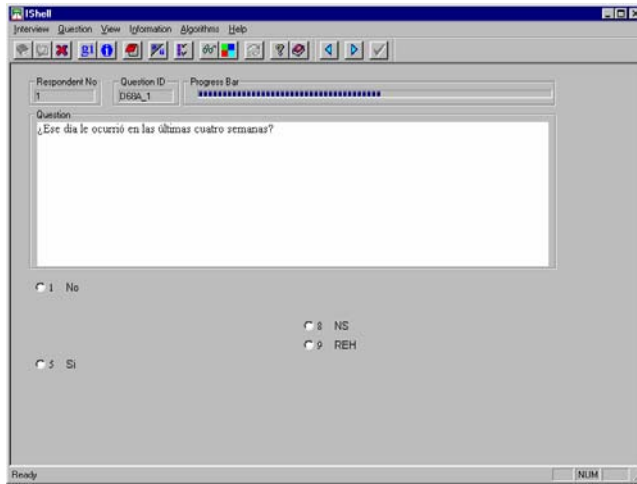 IShell
Interview Question View Information Algorithms Help
Respondent No Question ID Progress Bar
1 D68A_1
Question
¿Ese día le ocurrió en las últimas cuatro semanas?
1 No
8 NS
9 REH
5 Sí
Ready NUM